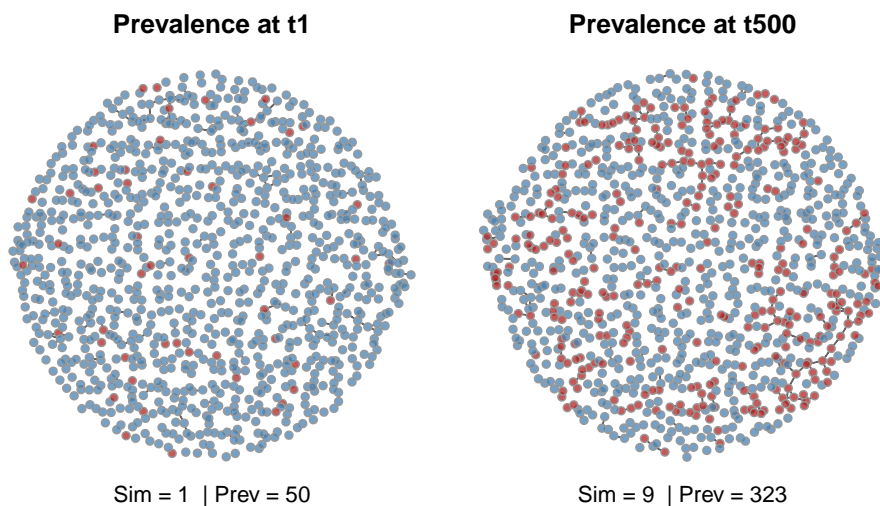 Prevalence at t1
Prevalence at t500
Sim = 1 | Prev = 50
Sim = 9 | Prev = 323